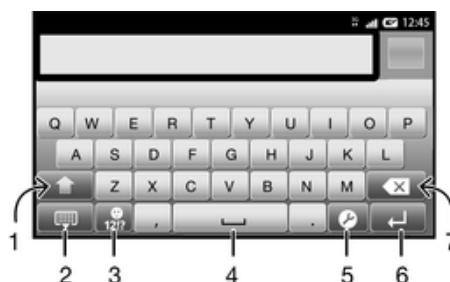 12:45
Q W E R T Y U I O P
A S D F G H J K L
Z X C V B N M
12!? , .
1 7
2 3 4 5 6